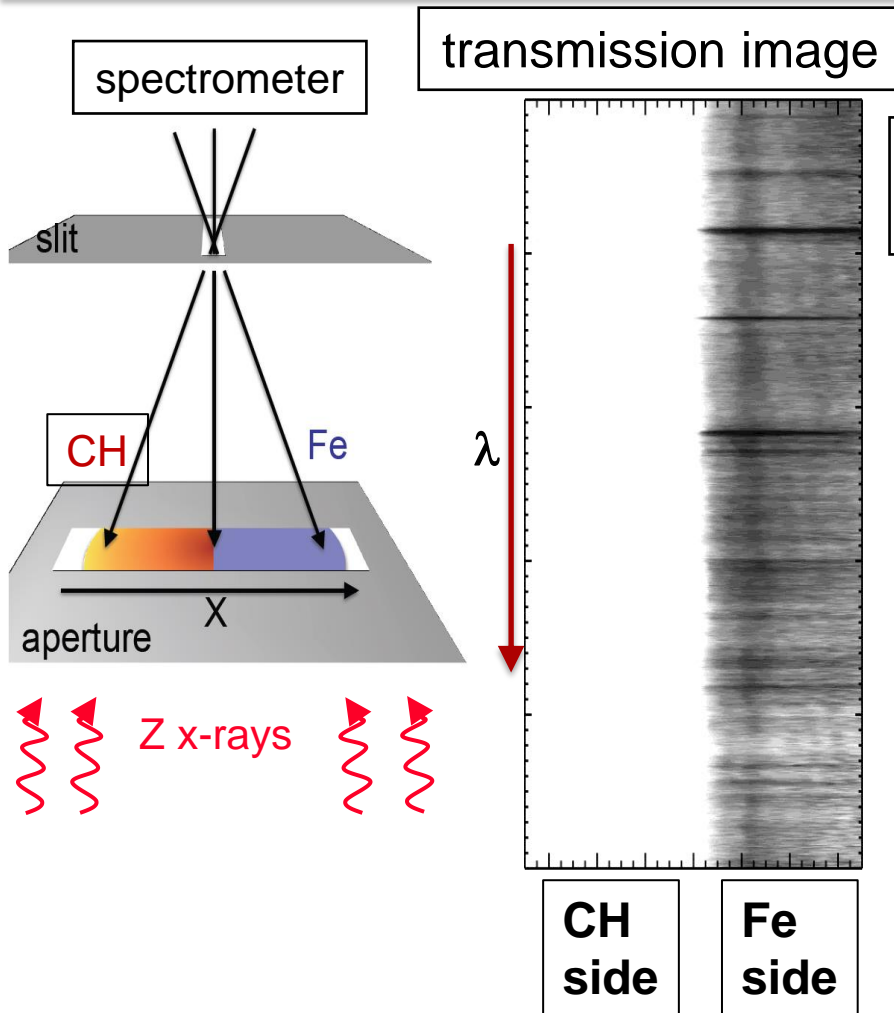 transmission image
spectrometer
slit
CH
Fe
λ
X
aperture
Z x-rays
CH
side
Fe
side